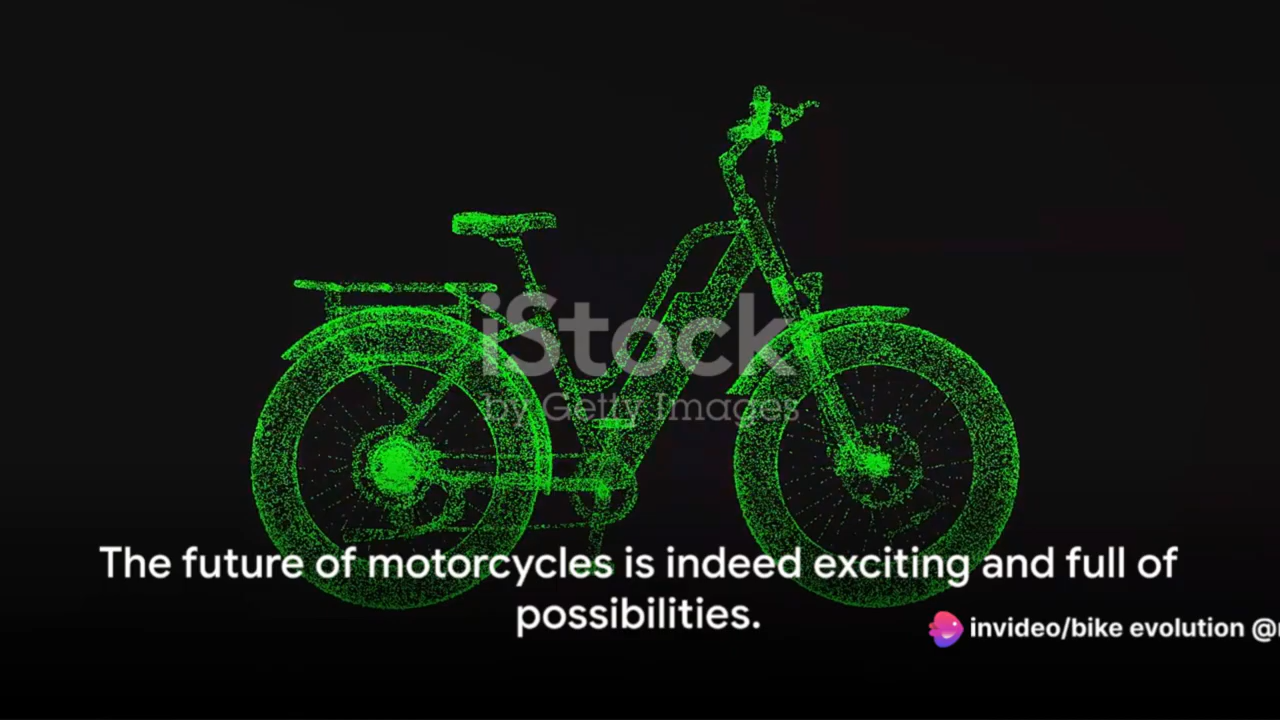 iStock
by Getty Images
The future of motorcycles is indeed exciting and full of
possibilities.
invideo/bike evolution @